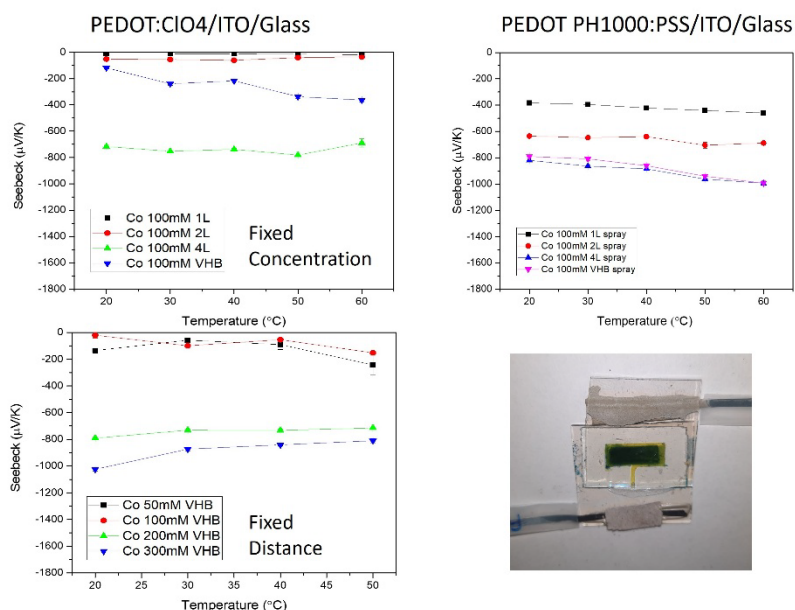 PEDOT:ClO4/ITO/Glass
0
-200
-400
-600
-800
-1000
-1200
-1400
-1600
-1800
Seebeck (µV/K)
Co 100mM 1L
Co 100mM 2L
Co 100mM 4L
Co 100mM VHB
Fixed
Concentration
20 30 40 50 60
Temperature (°C)
PEDOT PH1000:PSS/ITO/Glass
0
-200
-400
-600
-800
-1000
-1200
-1400
-1600
-1800
Seebeck (µV/K)
Co 100mM 1L spray
Co 100mM 2L spray
Co 100mM 4L spray
Co 100mM VHB spray
20 30 40 50 60
Temperature (°C)
0
-200
-400
-600
-800
-1000
-1200
-1400
-1600
-1800
Seebeck (µV/K)
Co 50mM VHB
Co 100mM VHB
Co 200mM VHB
Co 300mM VHB
Fixed
Distance
20 30 40 50
Temperature (°C)